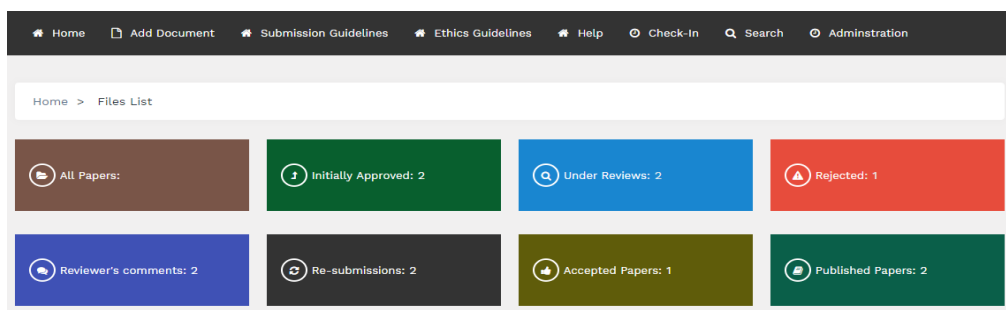 Home Add Document Submission Guidelines Ethics Guidelines Help Check-In Search Adminstration
Home > Files List
All Papers: Initially Approved: 2 Under Reviews: 2 Rejected: 1
Reviewer's comments: 2 Re-submissions: 2 Accepted Papers: 1 Published Papers: 2